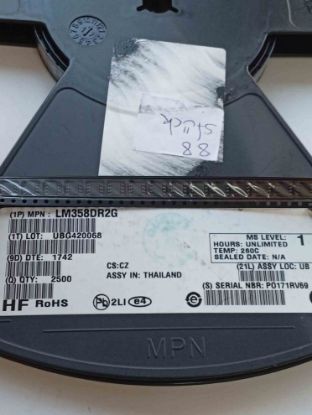 88
Stück
(1P) MPN : LM358DR2G
(1T) LOT: UBG420068
(9D) DTE: 1742
Q) QTY: 2500
CS:CZ
ASSY IN: THAILAND
MS LEVEL: 1
HOURS: UNLIMITED
TEMP: 260C
SEALED DATE: N/A
(21L) ASSY LOC: UB
(S) SERIAL NBR: PO171RV69
HF RoHS
Pb 2LI e4 e
MPN